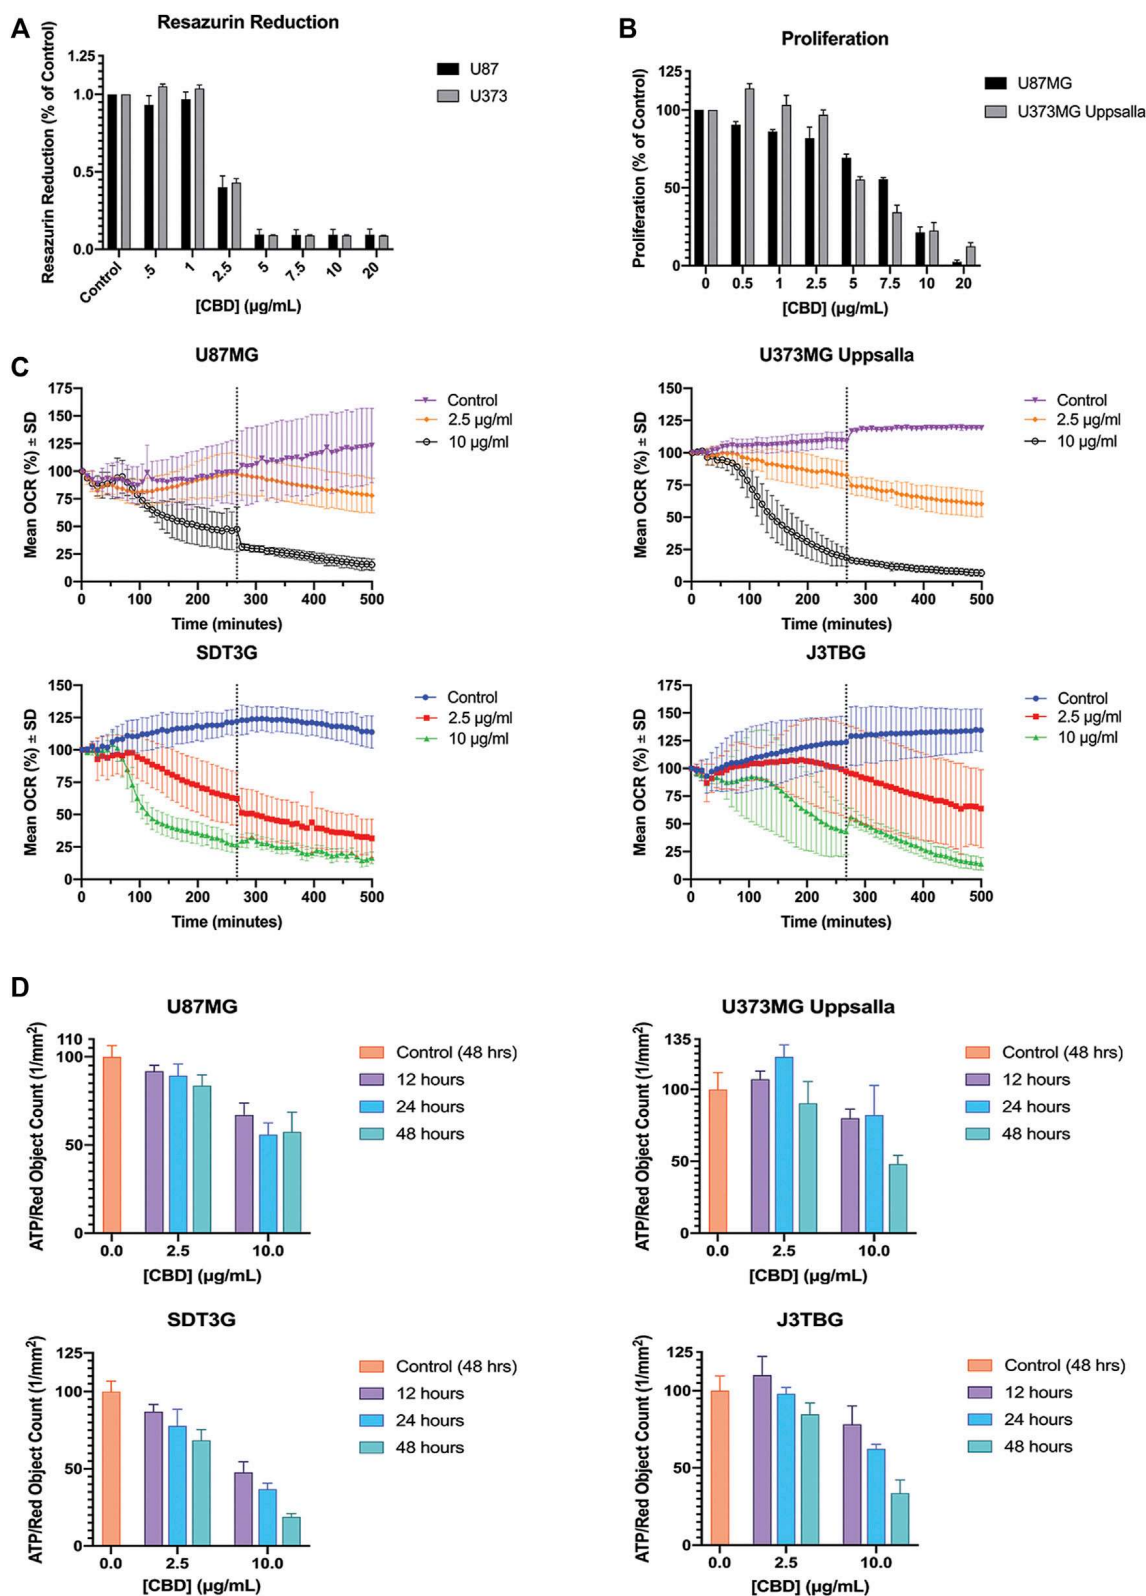 A
Resazurin Reduction
Resazurin Reduction (% of Control)
1.25
1.0
0.5
0.0
Control
.5
1
2.5
5
7.5
10
20
[CBD] (µg/mL)
U87
U373
B
Proliferation
Proliferation (% of Control)
125
100
50
0
0
0.5
1
2.5
5
7.5
10
20
[CBD] (µg/mL)
U87MG
U373MG Uppsalla
C
U87MG
Mean OCR (%) ± SD
175
150
125
100
75
50
25
0
0
100
200
300
400
500
Time (minutes)
Control
2.5 µg/ml
10 µg/ml
U373MG Uppsalla
Mean OCR (%) ± SD
150
125
100
75
50
25
0
0
100
200
300
400
500
Time (minutes)
Control
2.5 µg/ml
10 µg/ml
SDT3G
Mean OCR (%) ± SD
150
125
100
75
50
25
0
0
100
200
300
400
500
Time (minutes)
Control
2.5 µg/ml
10 µg/ml
J3TBG
Mean OCR (%) ± SD
175
150
125
100
75
50
25
0
0
100
200
300
400
500
Time (minutes)
Control
2.5 µg/ml
10 µg/ml
D
U87MG
ATP/Red Object Count (1/mm²)
110
100
50
0
0.0
2.5
10.0
[CBD] (µg/mL)
Control (48 hrs)
12 hours
24 hours
48 hours
U373MG Uppsalla
ATP/Red Object Count (1/mm²)
135
100
50
0
0.0
2.5
10.0
[CBD] (µg/mL)
Control (48 hrs)
12 hours
24 hours
48 hours
SDT3G
ATP/Red Object Count (1/mm²)
125
100
50
0
0.0
2.5
10.0
[CBD] (µg/mL)
Control (48 hrs)
12 hours
24 hours
48 hours
J3TBG
ATP/Red Object Count (1/mm²)
125
100
50
0
0.0
2.5
10.0
[CBD] (µg/mL)
Control (48 hrs)
12 hours
24 hours
48 hours